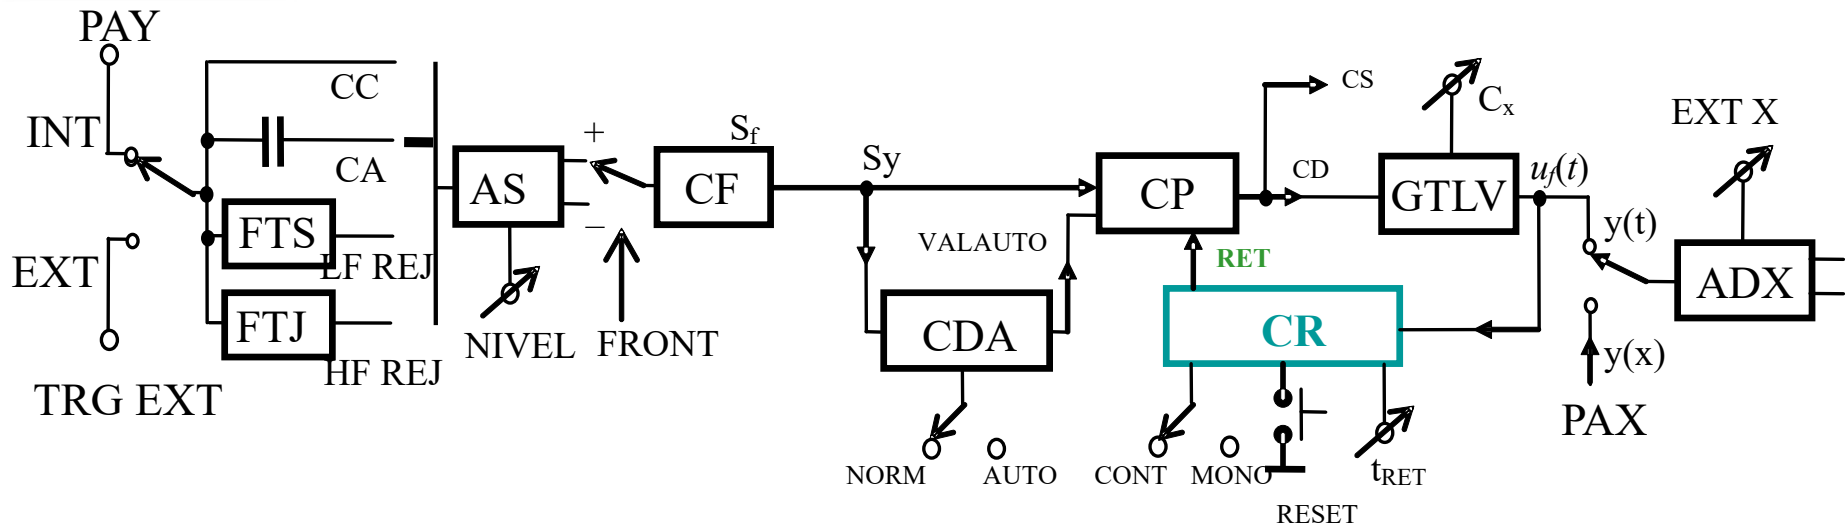 PAY
INT
EXT
TRG EXT
CC
CA
FTS
LF REJ
FTJ
HF REJ
AS
NIVEL
+
−
FRONT
CF
Sf
Sy
CDA
VALAUTO
NORM
AUTO
CP
CS
CD
RET
CR
CONT
MONO
RESET
tRET
GTLV
Cx
uf(t)
y(t)
y(x)
PAX
EXT X
ADX